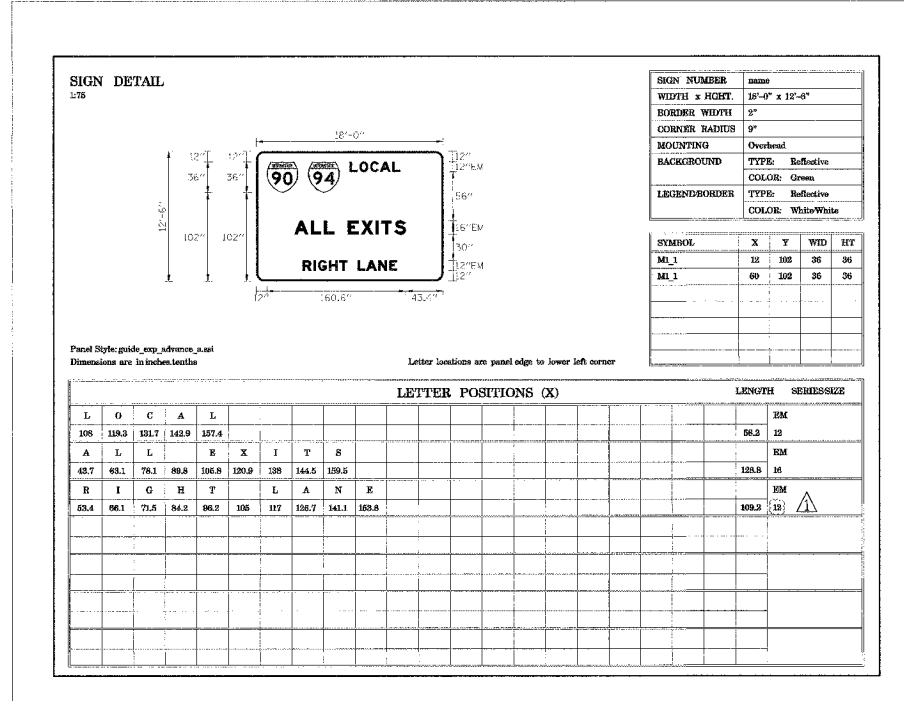 SIGN DETAIL
1:75
SIGN NUMBER name
WIDTH x HGHT. 18'-0" x 12'-6"
BORDER WIDTH 2"
CORNER RADIUS 9"
MOUNTING Overhead
BACKGROUND TYPE: Reflective
COLOR: Green
LEGEND/BORDER TYPE: Reflective
COLOR: White/White
18'-0"
12" 12" 12"
12"EM
36" 36"
90 94 LOCAL
56"
12'-6"
102" 102"
ALL EXITS
16"EM
30"
RIGHT LANE
12"EM
12"
12" 160.6" 43.4"
SYMBOL X Y WID HT
M1_1 12 102 36 36
M1_1 60 102 36 36
Panel Style: guide_exp_advance_a.ssi
Dimensions are in inches.tenths
Letter locations are panel edge to lower left corner
LETTER POSITIONS (X) LENGTH SERIES/SIZE
L O C A L EM
108 119.3 131.7 142.9 157.4 58.2 12
A L L E X I T S EM
43.7 63.1 78.1 89.8 105.8 120.9 138 144.5 159.5 128.8 16
R I G H T L A N E EM
53.4 66.1 71.5 84.2 96.2 105 117 126.7 141.1 153.8 109.2 12 1